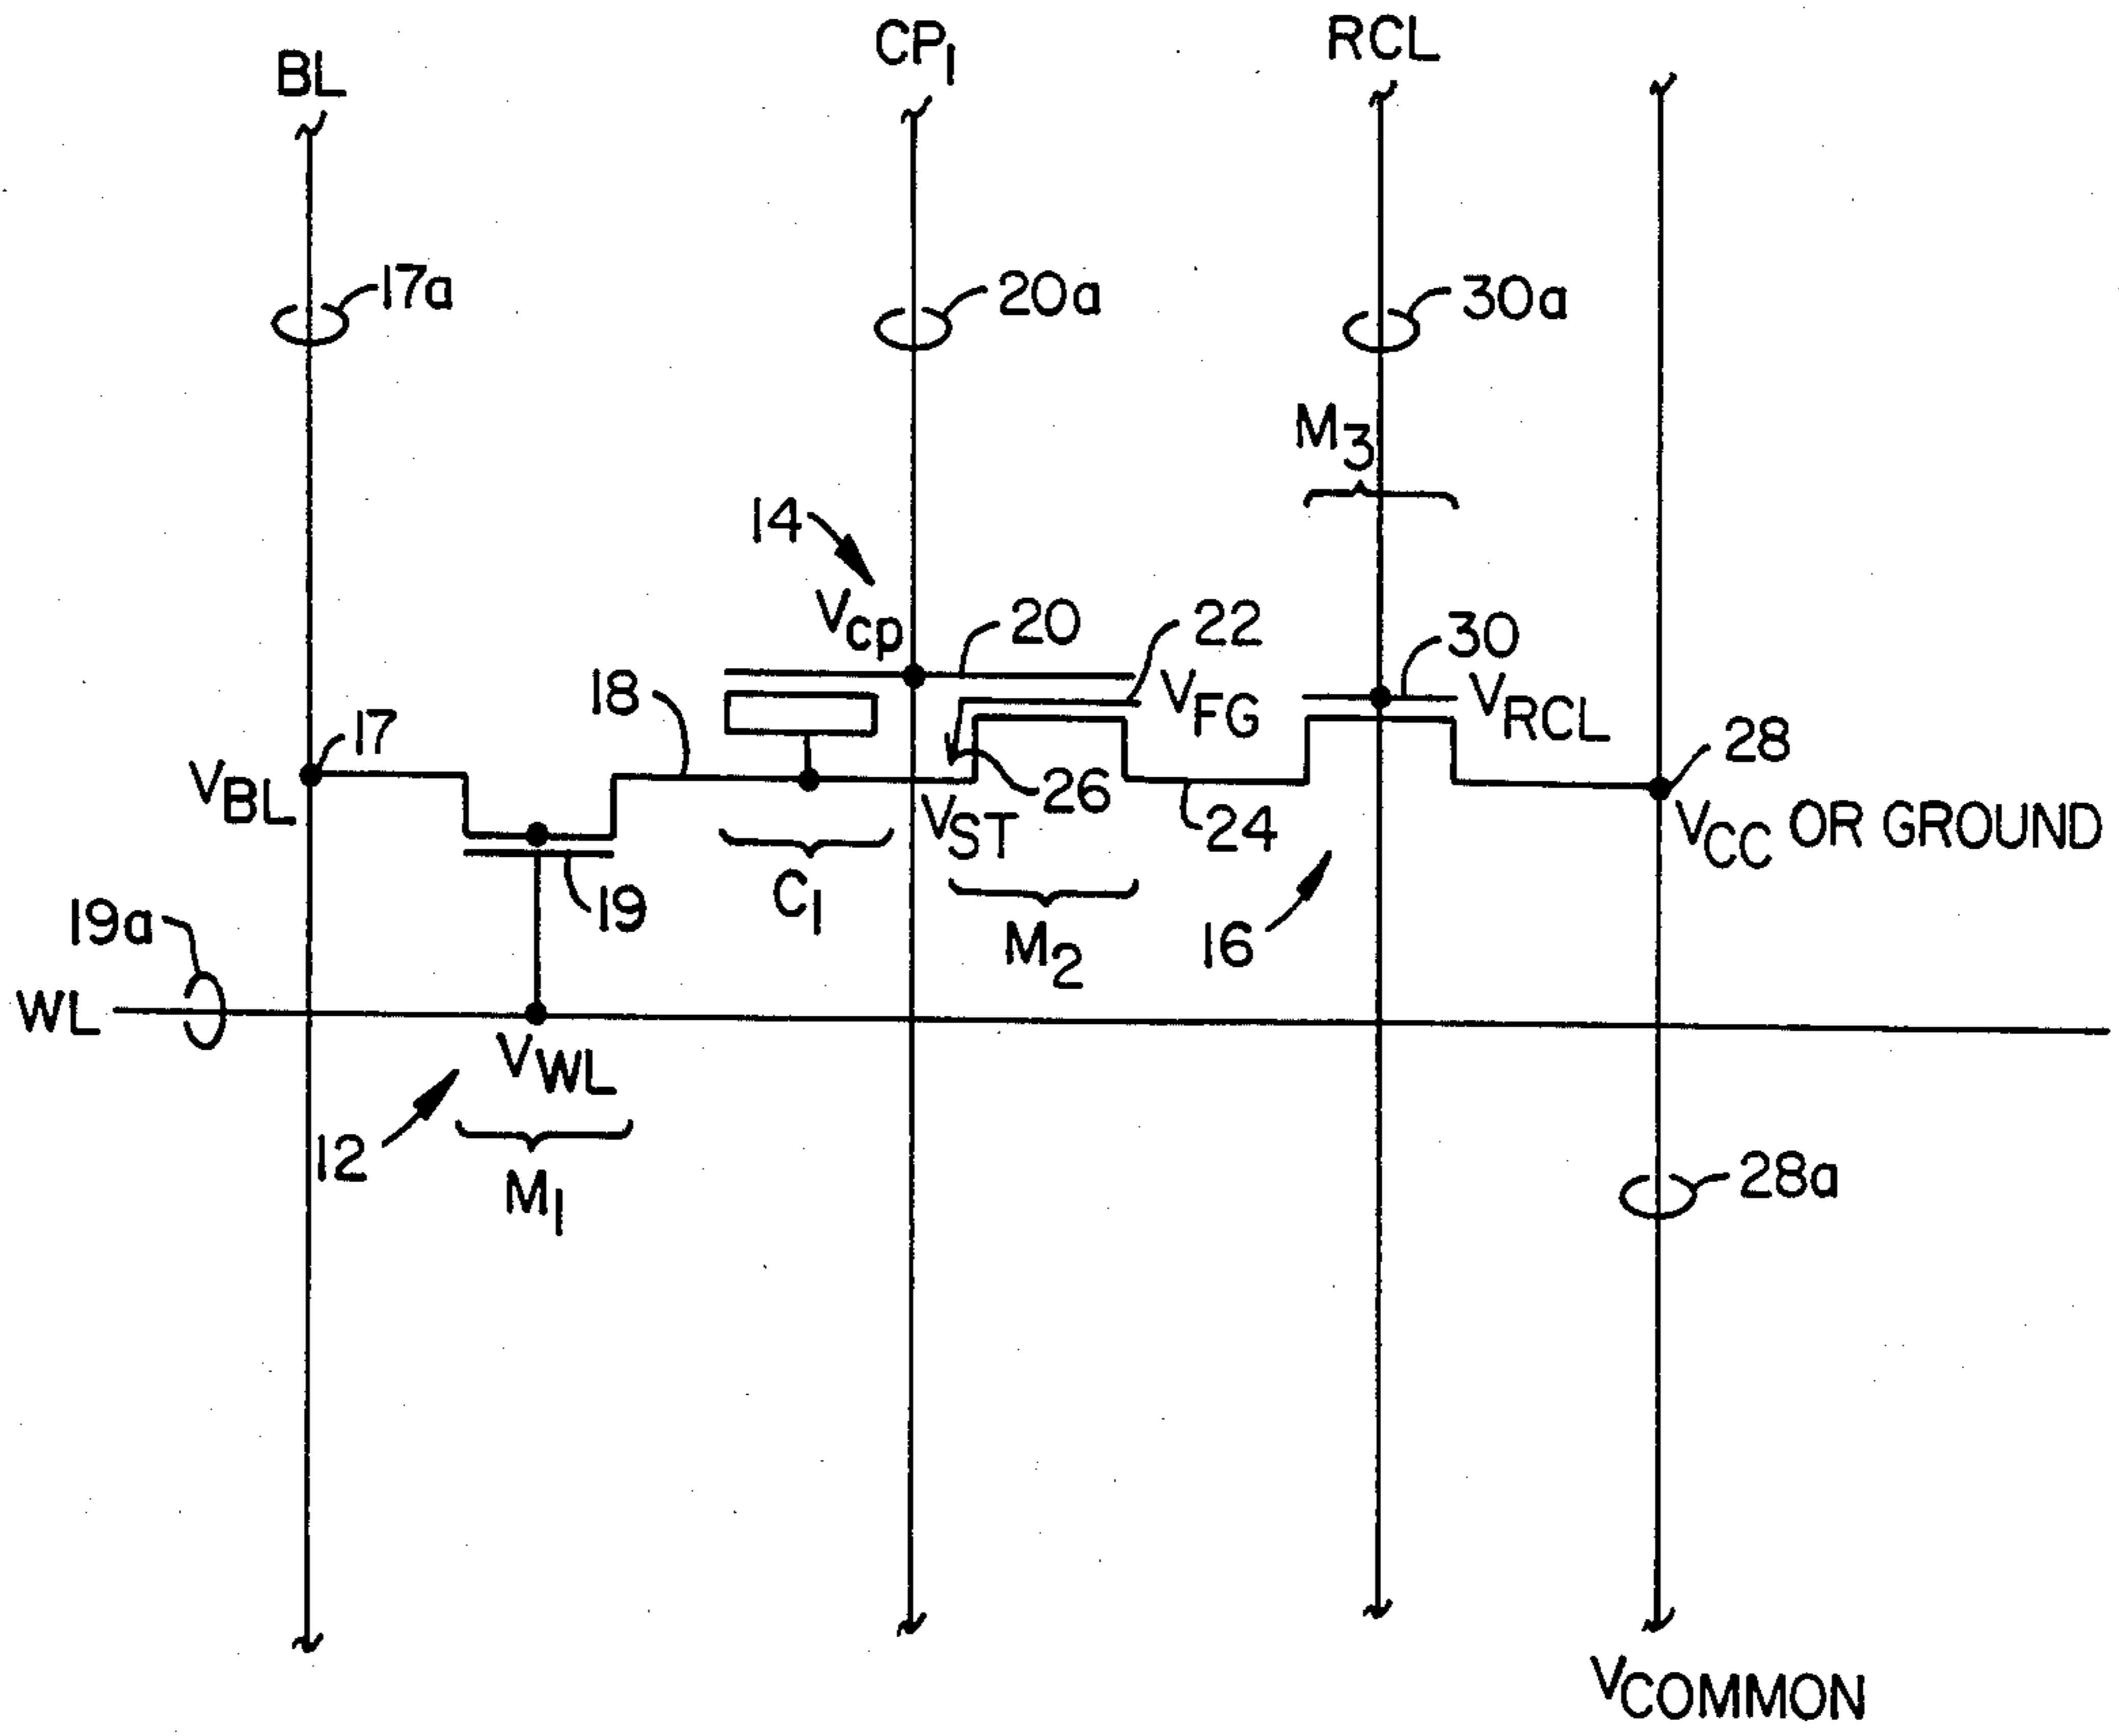 BL
CP1
RCL
17a
20a
30a
M3
14
Vcp
20
22
30
18
VFG
VRCL
17
28
VBL
26
VST
24
VCC OR GROUND
19
C1
19a
M2
16
WL
VWL
12
M1
28a
VCOMMON